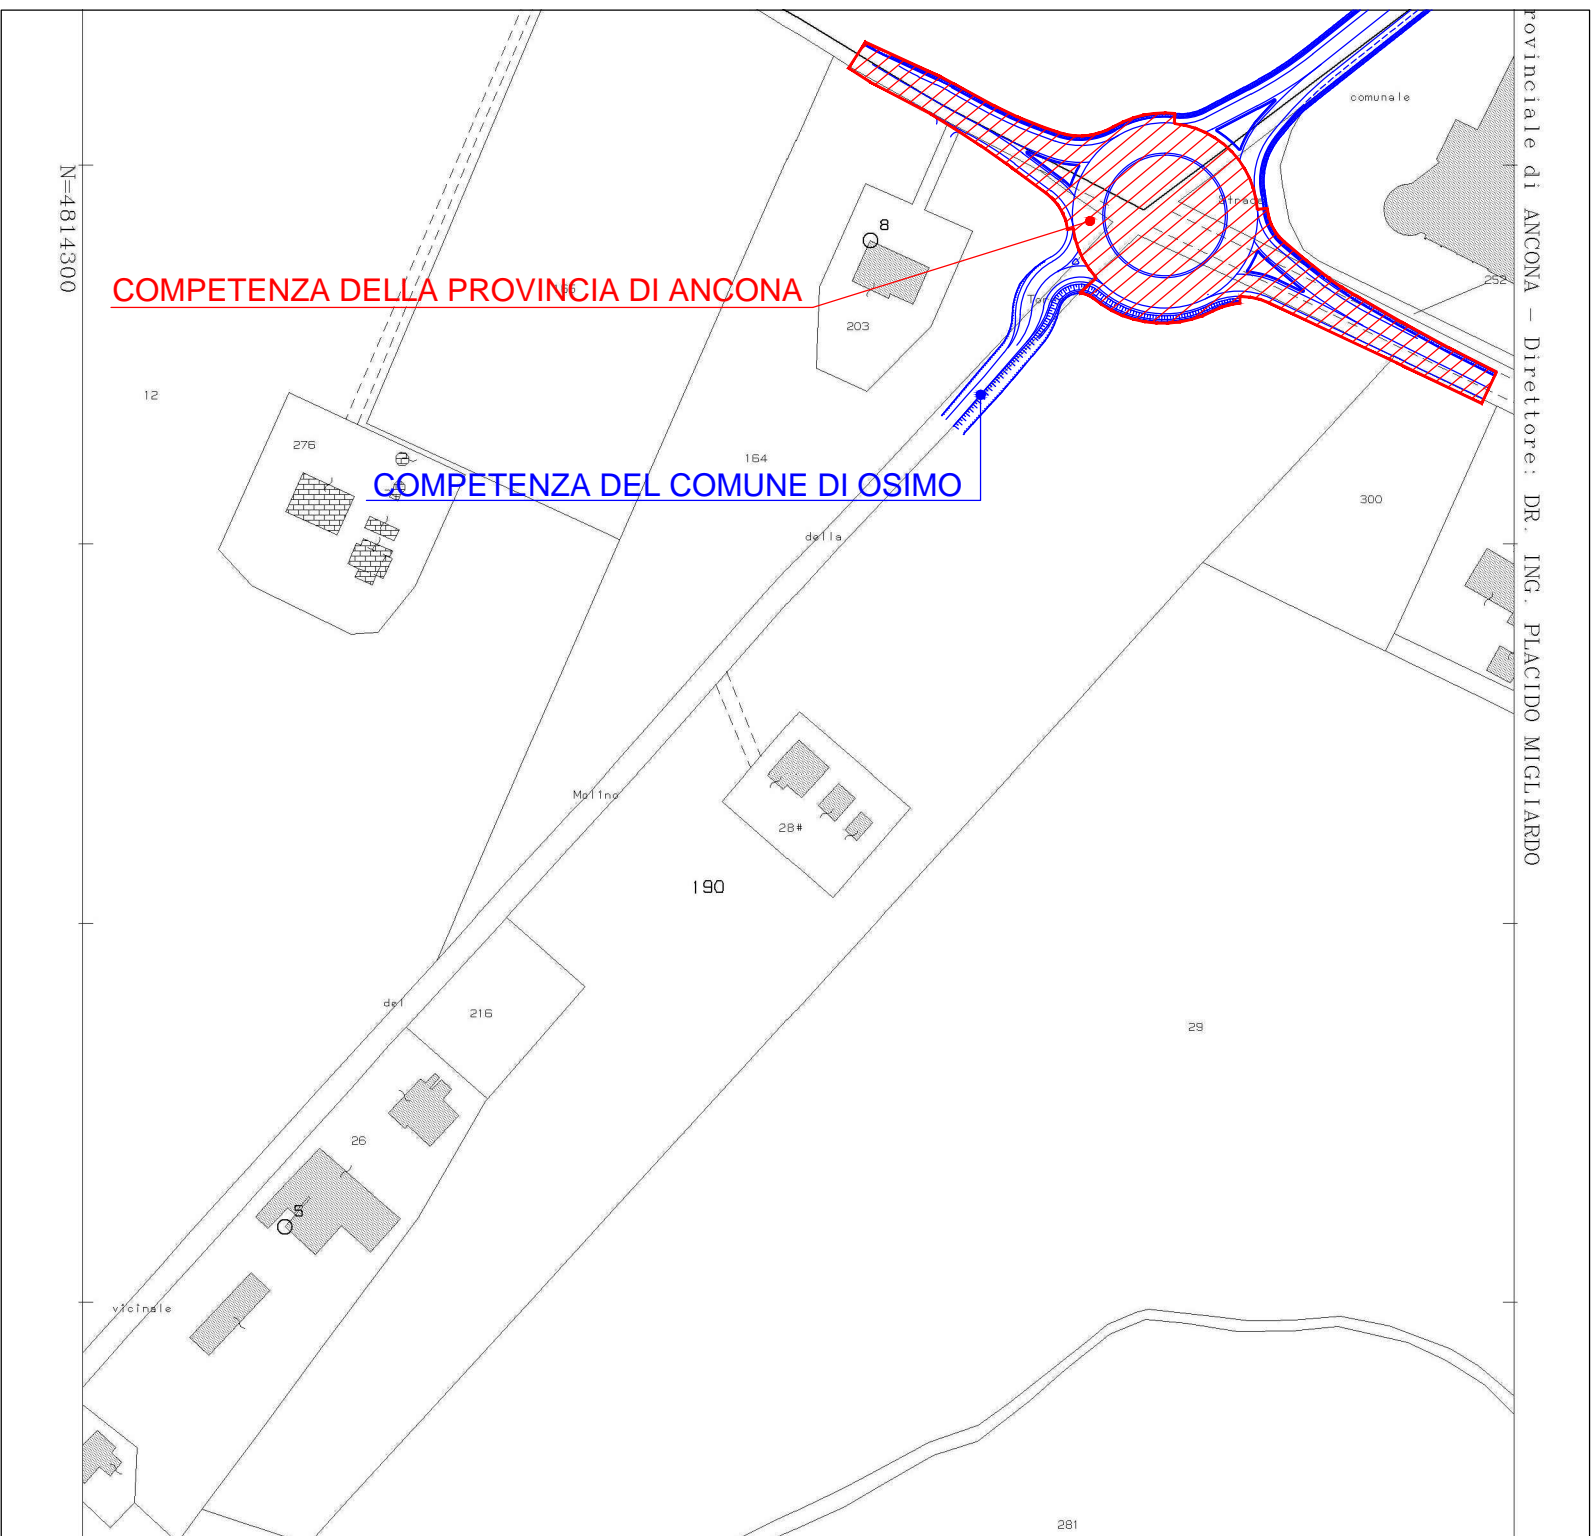 rovinciale di ANCONA - Direttore: DR. ING. PLACIDO MIGLIARDO
N=4814300
comunale
Strada
8
252
COMPETENZA DELLA PROVINCIA DI ANCONA
203
12
276
164
COMPETENZA DEL COMUNE DI OSIMO
300
della
Molino
28#
190
del
216
29
26
5
vicinale
281